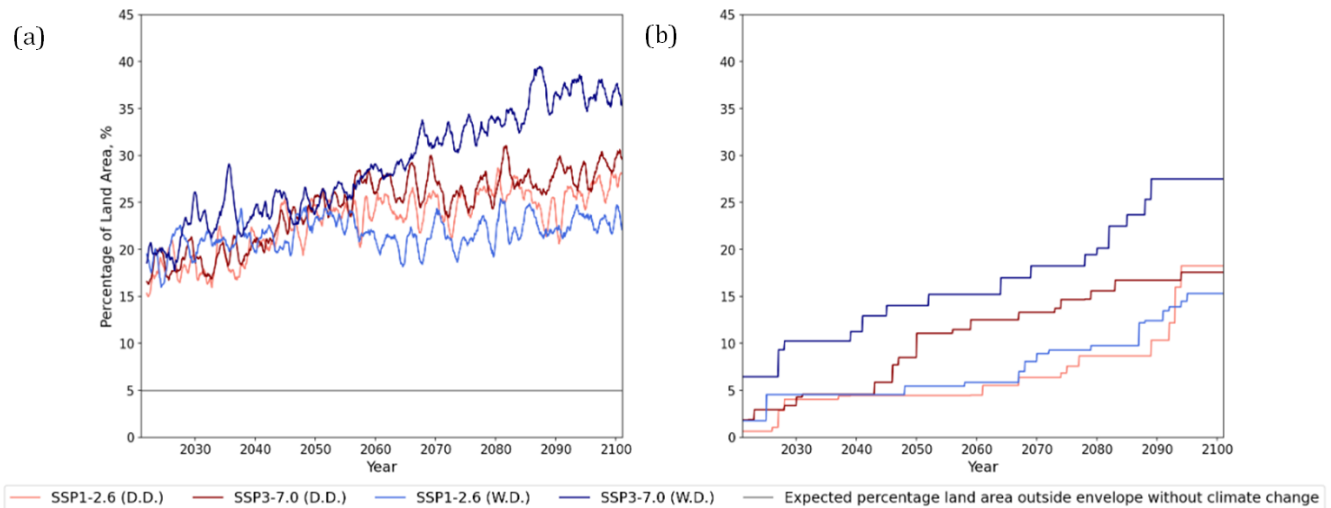 (a)
Percentage of Land Area, %
45
40
35
30
25
20
15
10
5
0
2030 2040 2050 2060 2070 2080 2090 2100
Year
(b)
45
40
35
30
25
20
15
10
5
0
2030 2040 2050 2060 2070 2080 2090 2100
Year
SSP1-2.6 (D.D.) SSP3-7.0 (D.D.) SSP1-2.6 (W.D.) SSP3-7.0 (W.D.) Expected percentage land area outside envelope without climate change